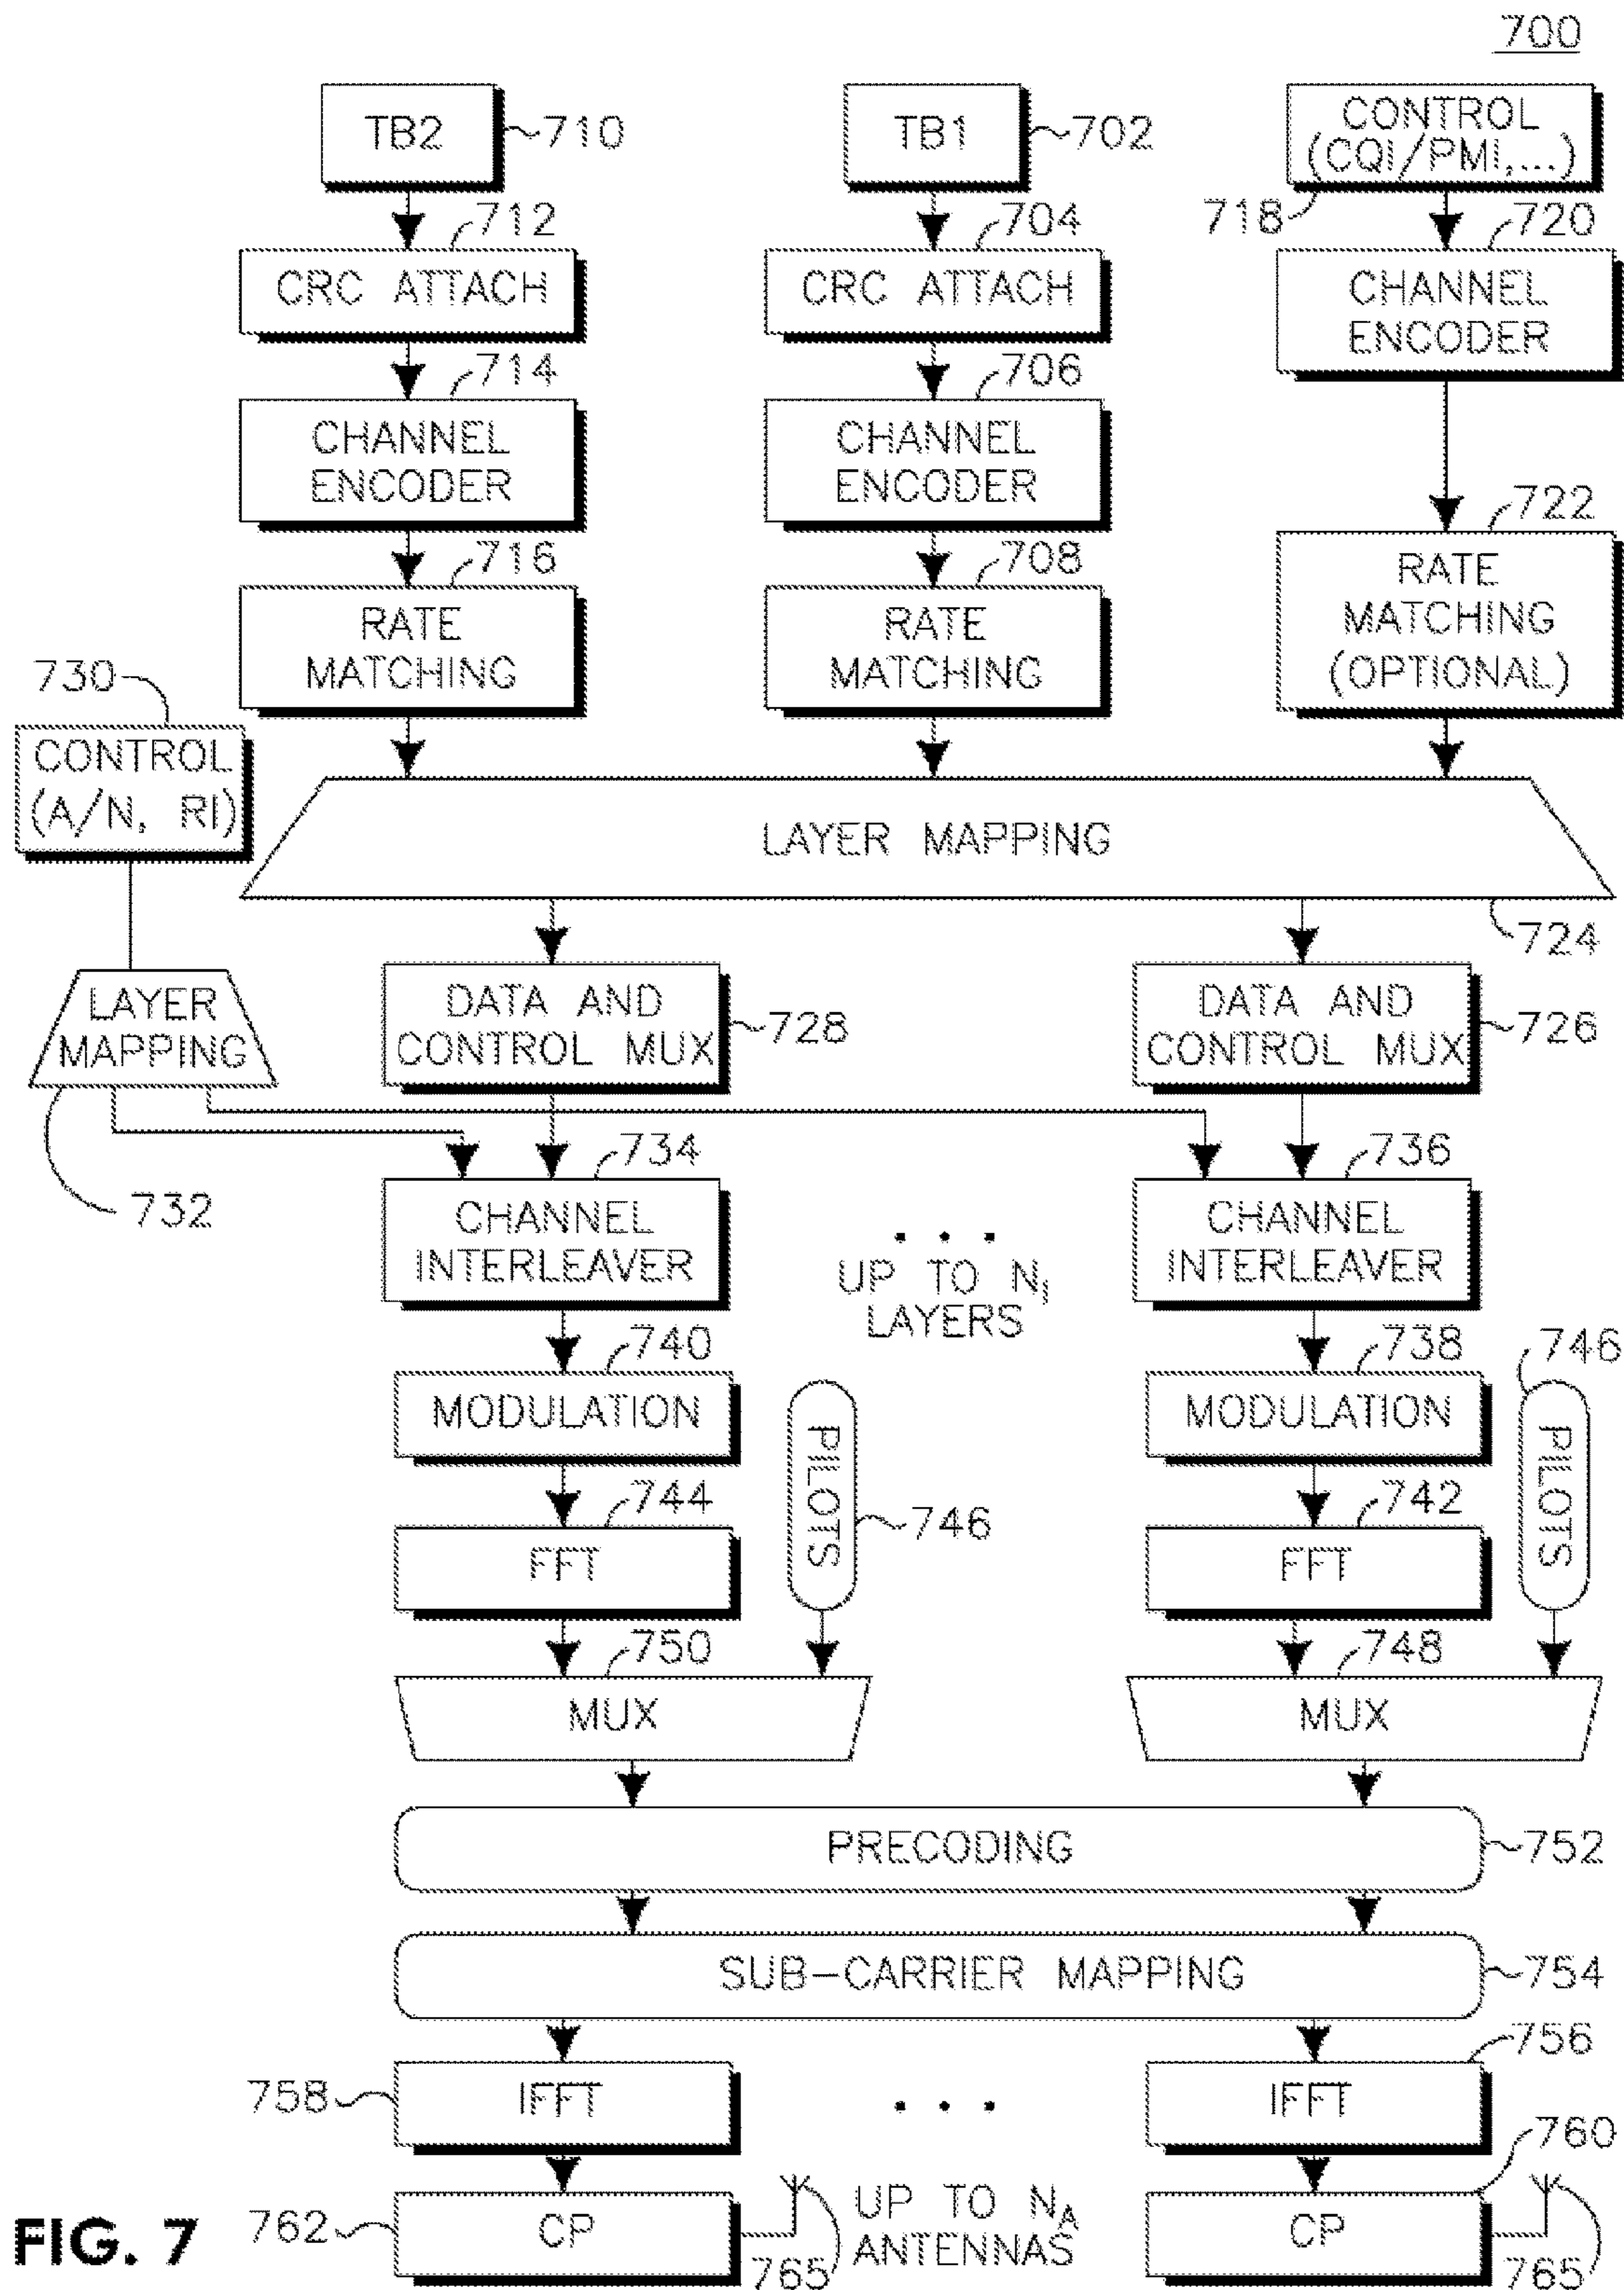 700
TB2
710
TB1
702
CONTROL
(CQI/PMI,...)
718
712
704
720
CRC ATTACH
CRC ATTACH
CHANNEL
ENCODER
714
706
CHANNEL
ENCODER
CHANNEL
ENCODER
722
716
708
RATE
MATCHING
RATE
MATCHING
RATE
MATCHING
(OPTIONAL)
730
CONTROL
(A/N, RI)
LAYER MAPPING
724
LAYER
MAPPING
732
DATA AND
CONTROL MUX
728
DATA AND
CONTROL MUX
726
734
736
CHANNEL
INTERLEAVER
. . .
UP TO Nl
LAYERS
CHANNEL
INTERLEAVER
740
738
746
MODULATION
PILOTS
746
MODULATION
PILOTS
744
742
FFT
FFT
750
748
MUX
MUX
PRECODING
752
SUB-CARRIER MAPPING
754
756
758
IFFT
. . .
IFFT
760
762
CP
765
UP TO NA
ANTENNAS
CP
765
FIG. 7